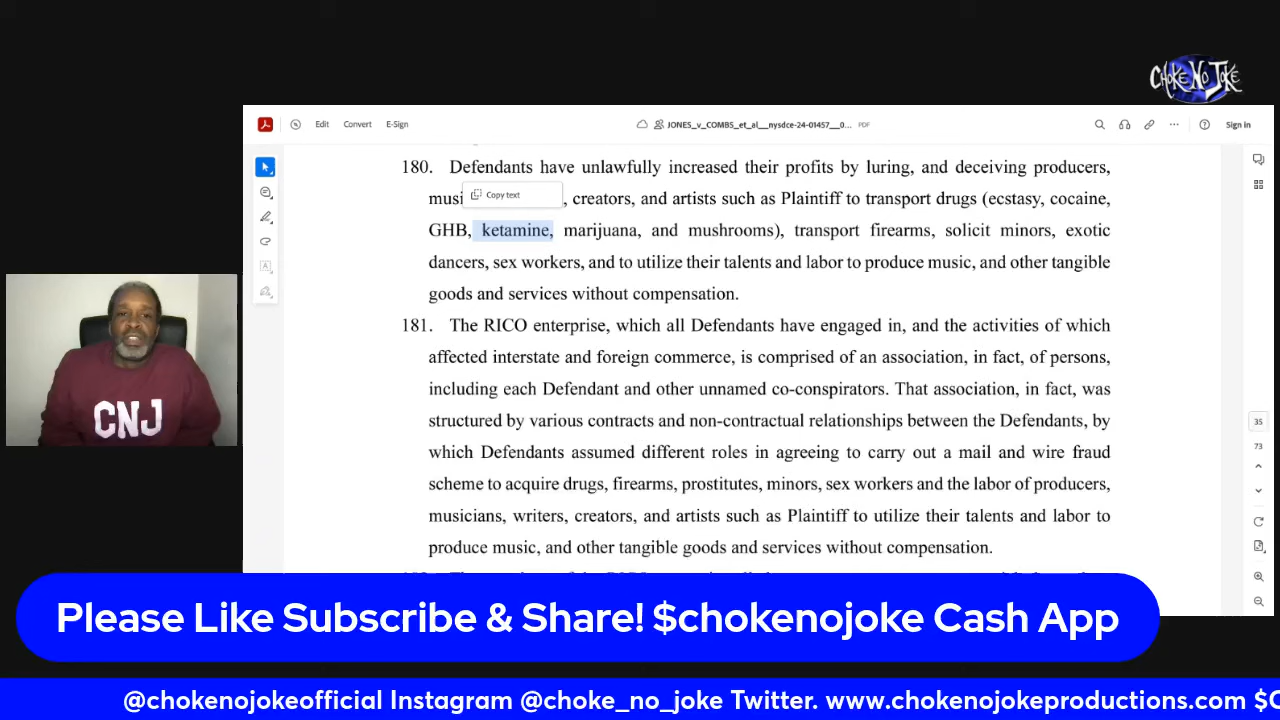 CHOKE NO JOKE
Edit Convert E-Sign JONES_v_COMBS_et_al__nysdce-24-01457__0... PDF Sign in
180. Defendants have unlawfully increased their profits by luring, and deceiving producers,
musi , creators, and artists such as Plaintiff to transport drugs (ecstasy, cocaine,
Copy text
GHB, ketamine, marijuana, and mushrooms), transport firearms, solicit minors, exotic
dancers, sex workers, and to utilize their talents and labor to produce music, and other tangible
goods and services without compensation.
181. The RICO enterprise, which all Defendants have engaged in, and the activities of which
affected interstate and foreign commerce, is comprised of an association, in fact, of persons,
including each Defendant and other unnamed co-conspirators. That association, in fact, was
structured by various contracts and non-contractual relationships between the Defendants, by
which Defendants assumed different roles in agreeing to carry out a mail and wire fraud
scheme to acquire drugs, firearms, prostitutes, minors, sex workers and the labor of producers,
musicians, writers, creators, and artists such as Plaintiff to utilize their talents and labor to
produce music, and other tangible goods and services without compensation.
35
73
CNJ
Please Like Subscribe & Share! $chokenojoke Cash App
@chokenojokeofficial Instagram @choke_no_joke Twitter. www.chokenojokeproductions.com $C